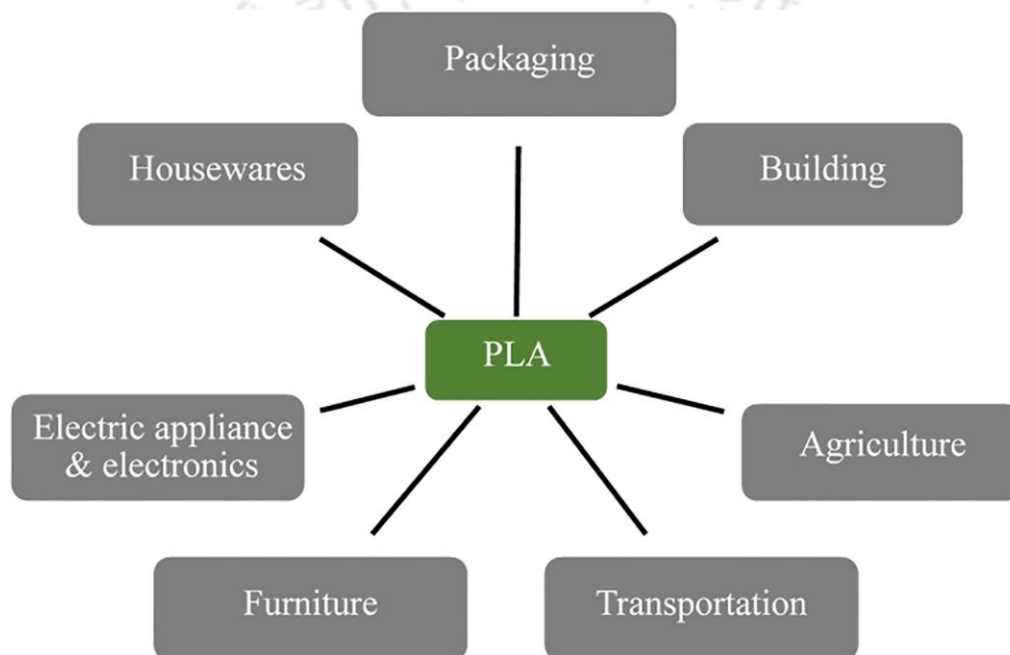 Packaging
Housewares
Building
PLA
Electric appliance
& electronics
Agriculture
Furniture
Transportation